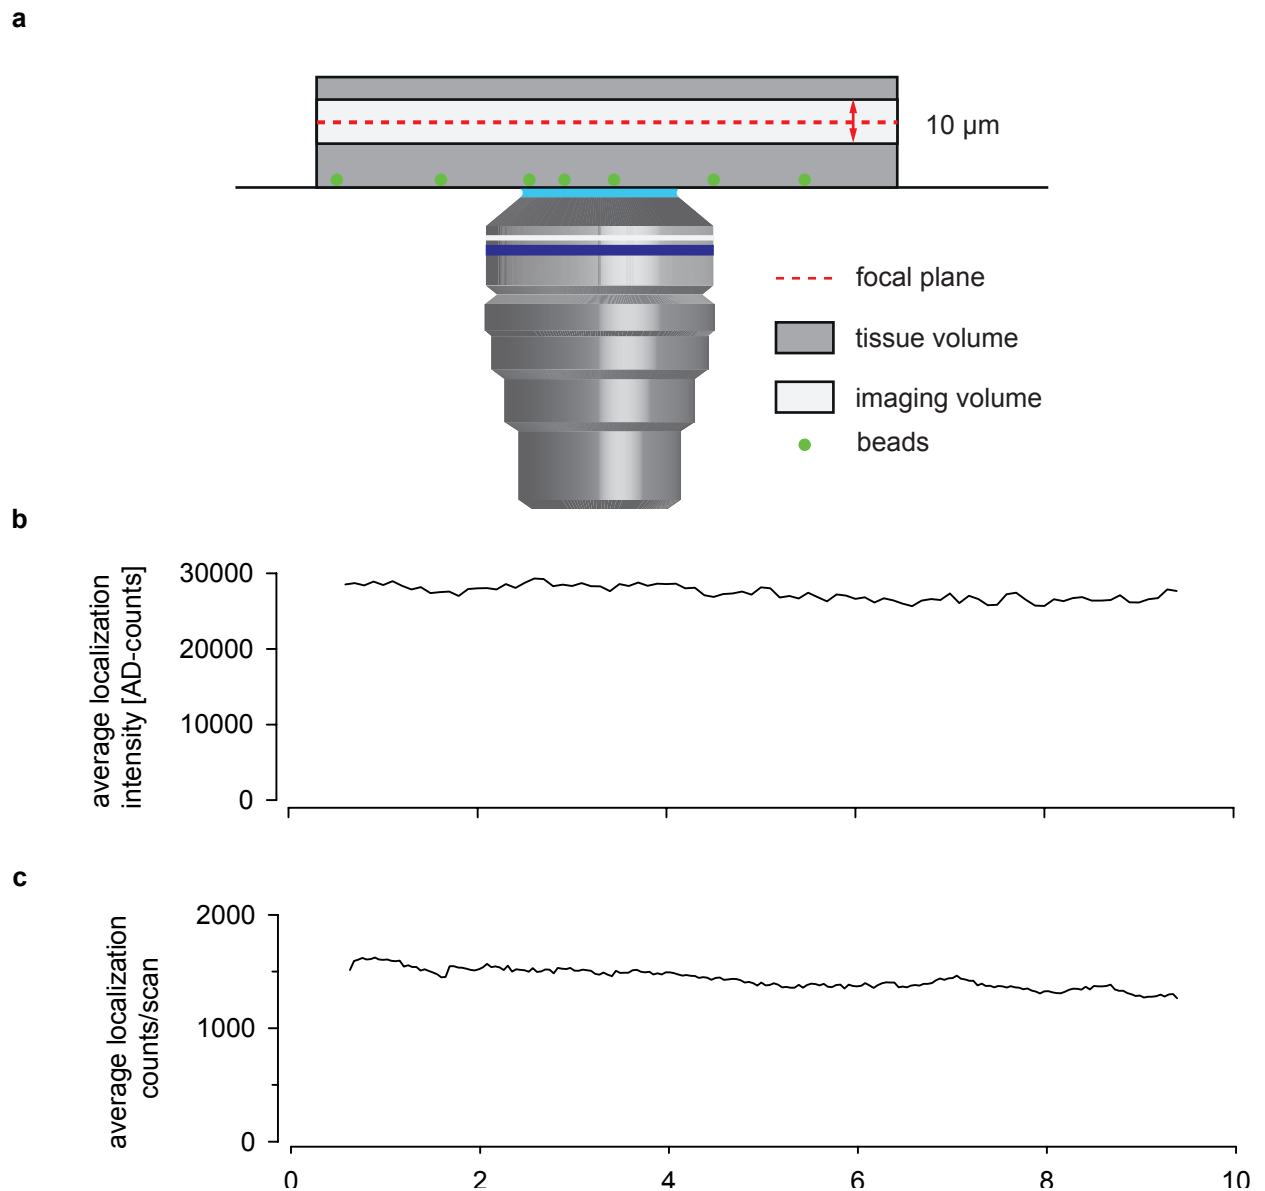 a
10 µm
focal plane
tissue volume
imaging volume
beads
b
average localization
intensity [AD-counts]
30000
20000
10000
0
c
average localization
counts/scan
2000
1000
0
0 2 4 6 8 10